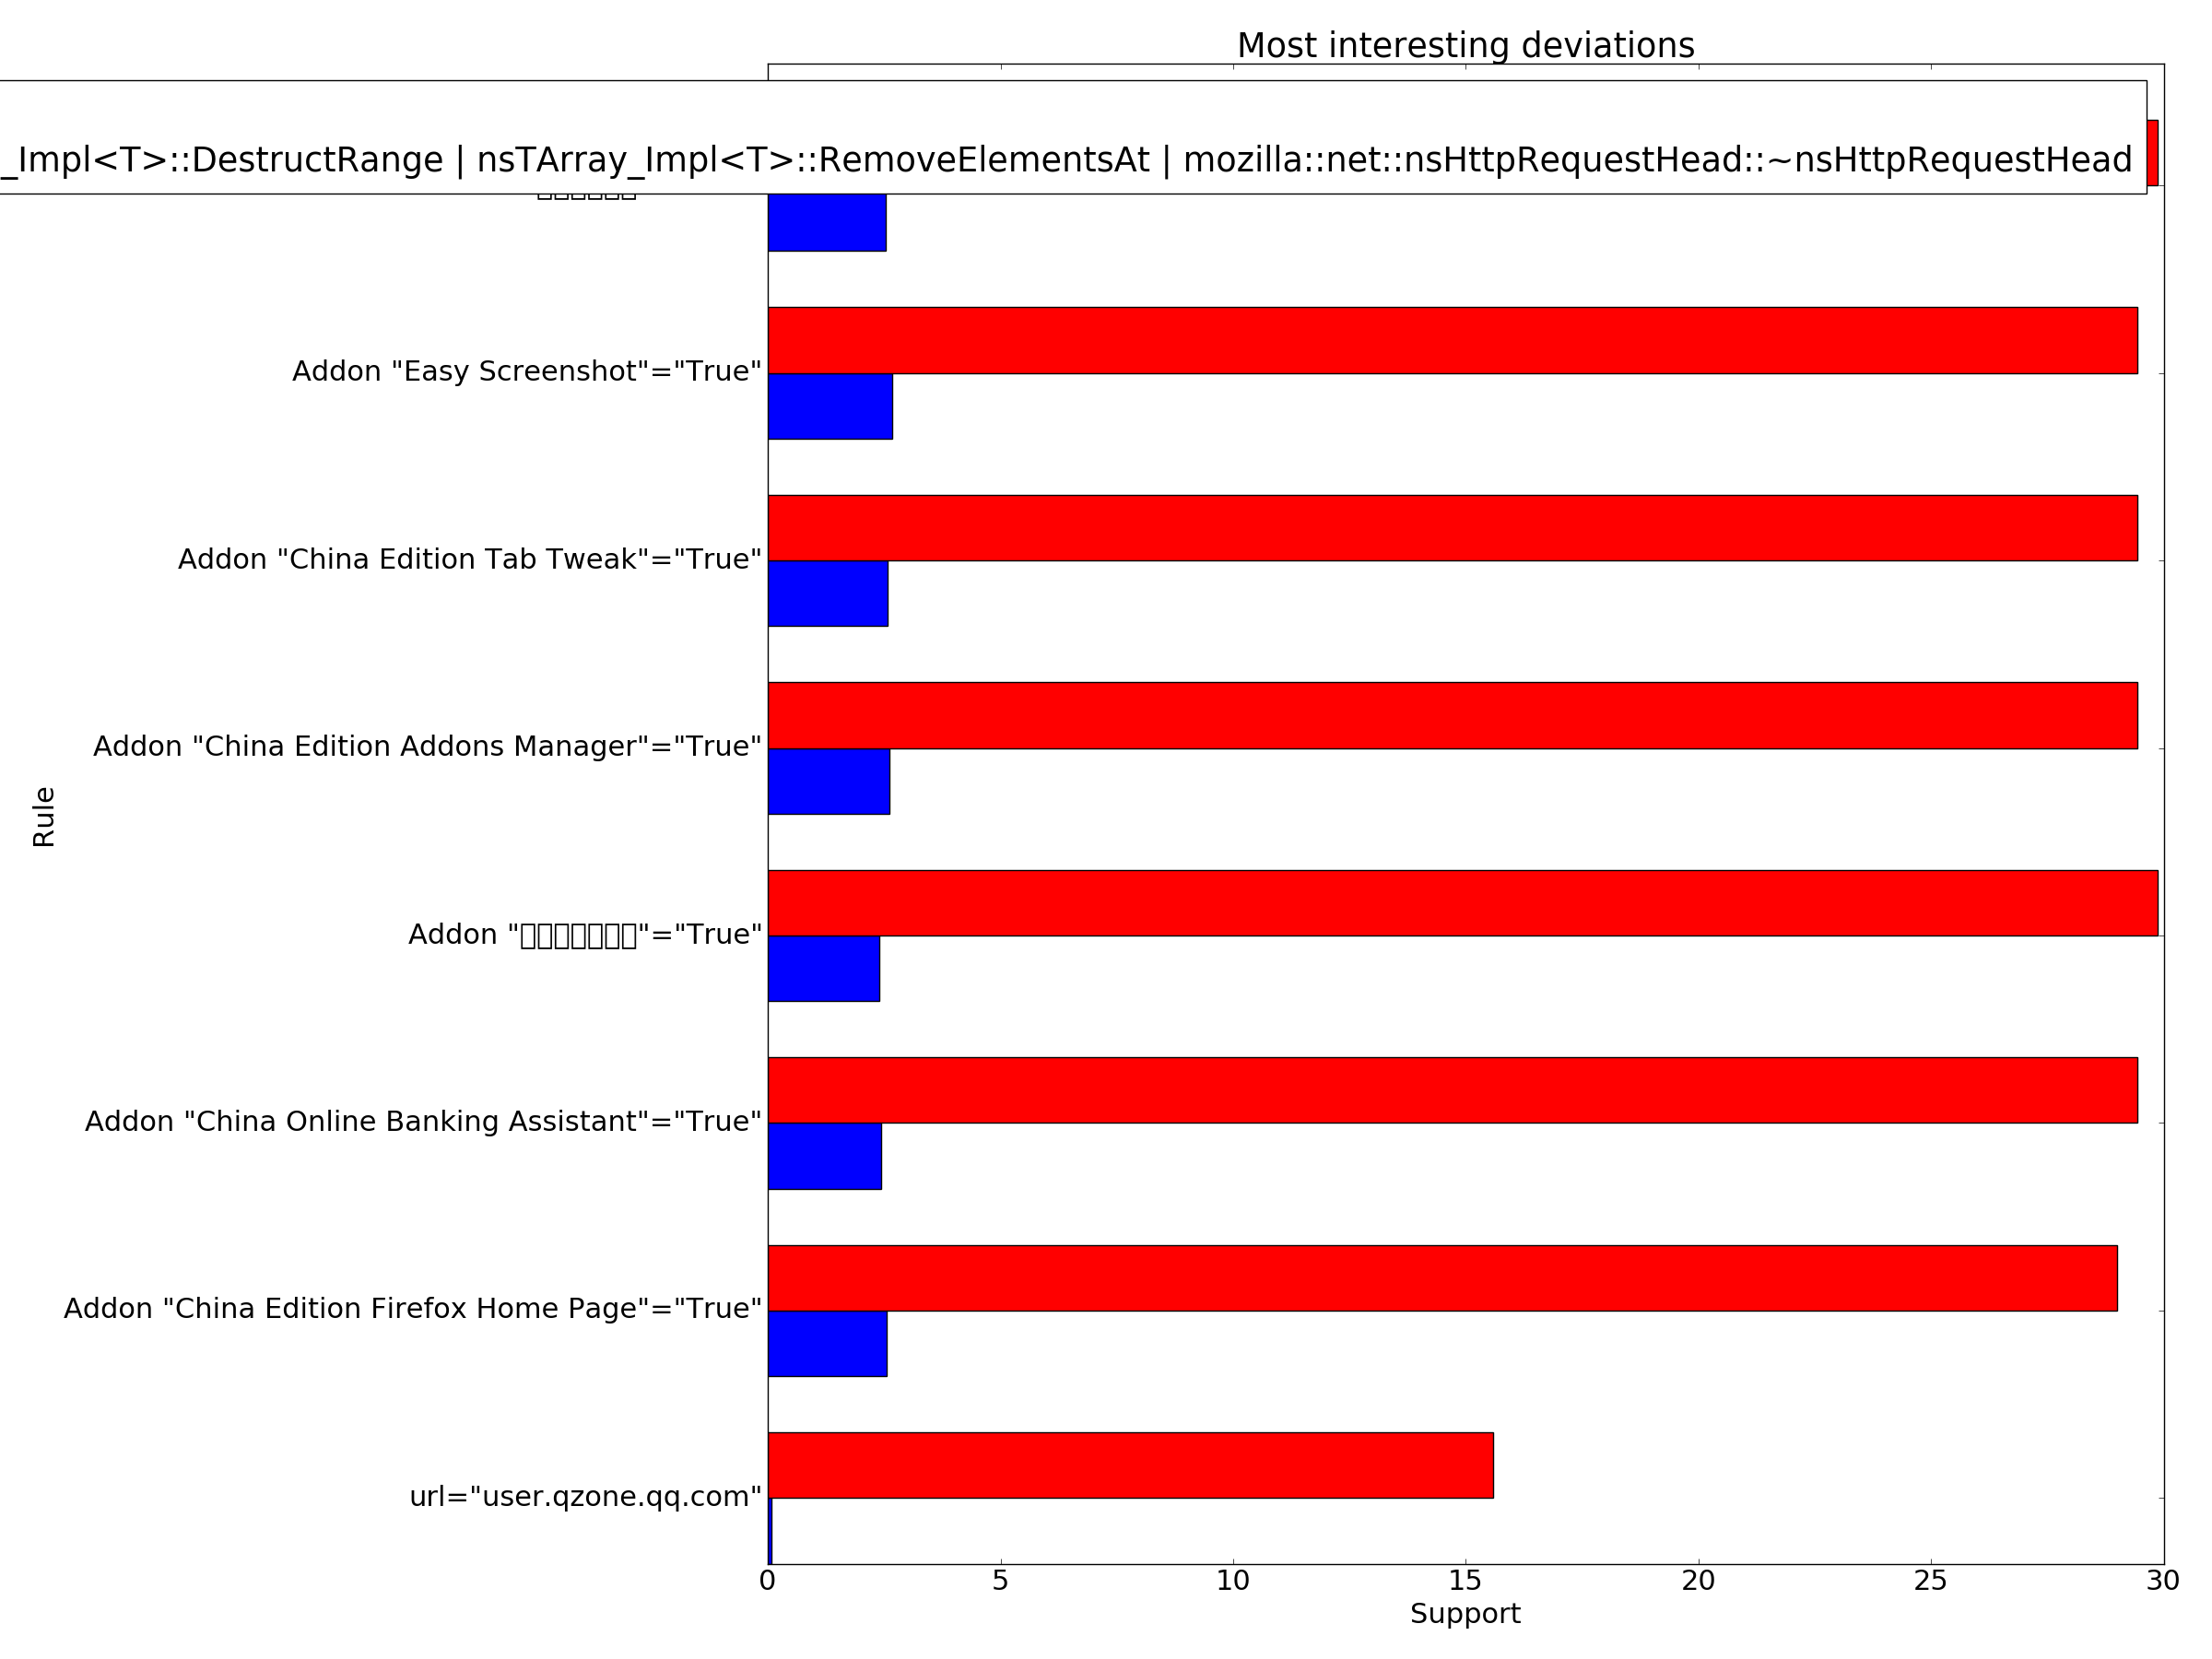 Most interesting deviations
_Impl<T>::DestructRange | nsTArray_Impl<T>::RemoveElementsAt | mozilla::net::nsHttpRequestHead::~nsHttpRequestHead
Addon "Easy Screenshot"="True"
Addon "China Edition Tab Tweak"="True"
Addon "China Edition Addons Manager"="True"
Addon "□□□□□□□"="True"
Addon "China Online Banking Assistant"="True"
Addon "China Edition Firefox Home Page"="True"
url="user.qzone.qq.com"
Rule
0 5 10 15 20 25 30
Support